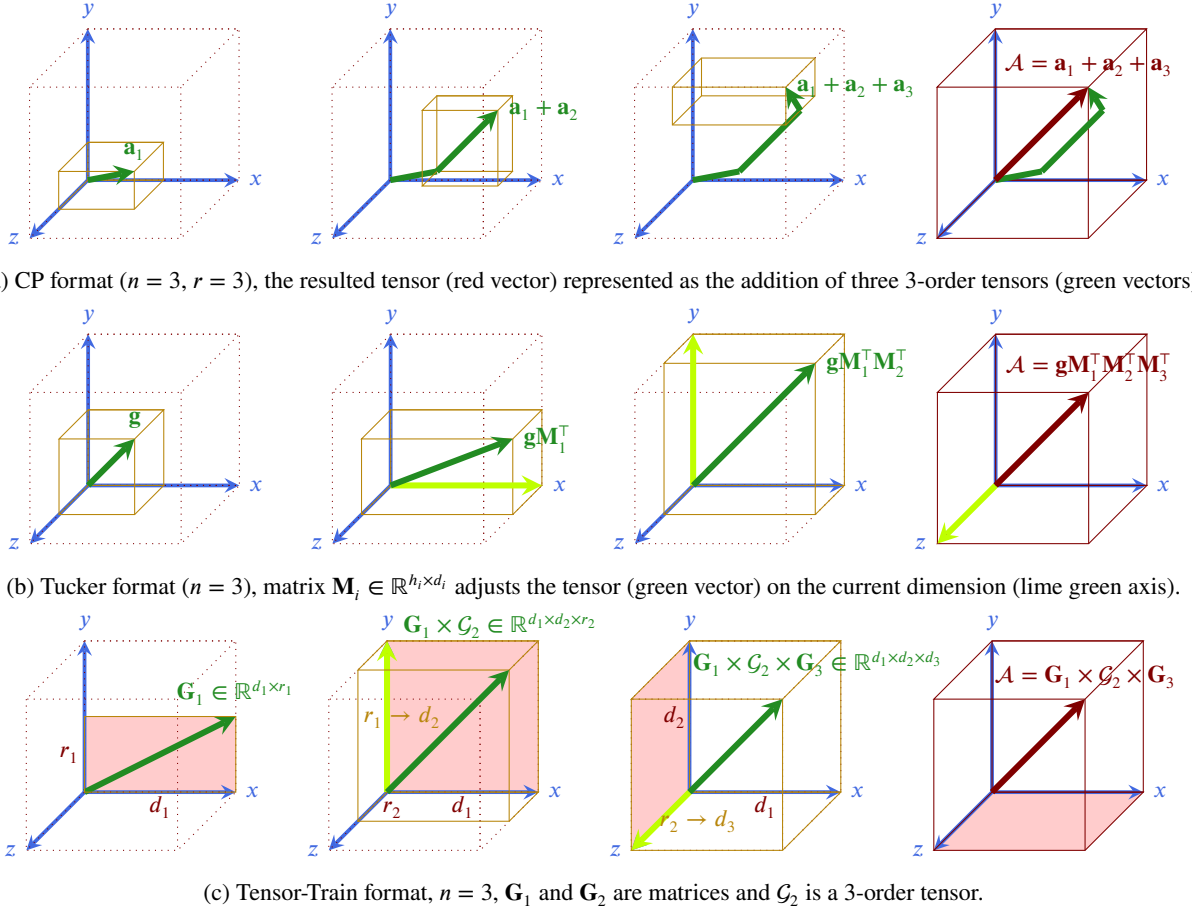 y y y y
𝒜 = 𝐚₁ + 𝐚₂ + 𝐚₃
𝐚₁ 𝐚₁ + 𝐚₂ 𝐚₁ + 𝐚₂ + 𝐚₃
x x x x
z z z z
) CP format (n = 3, r = 3), the resulted tensor (red vector) represented as the addition of three 3-order tensors (green vectors)
y y y y
𝐠 𝐠𝐌₁^⊤ 𝐠𝐌₁^⊤𝐌₂^⊤ 𝒜 = 𝐠𝐌₁^⊤𝐌₂^⊤𝐌₃^⊤
x x x x
z z z z
(b) Tucker format (n = 3), matrix 𝐌ᵢ ∈ ℝ^{hᵢ×dᵢ} adjusts the tensor (green vector) on the current dimension (lime green axis).
y y y y
𝐆₁ ∈ ℝ^{d₁×r₁} 𝐆₁ × 𝒢₂ ∈ ℝ^{d₁×d₂×r₂} 𝐆₁ × 𝒢₂ × 𝐆₃ ∈ ℝ^{d₁×d₂×d₃} 𝒜 = 𝐆₁ × 𝒢₂ × 𝐆₃
r₁ r₁ → d₂ d₂
x x x x
d₁ r₂ d₁ r₂ → d₃ d₁
z z z z
(c) Tensor-Train format, n = 3, 𝐆₁ and 𝐆₂ are matrices and 𝒢₂ is a 3-order tensor.